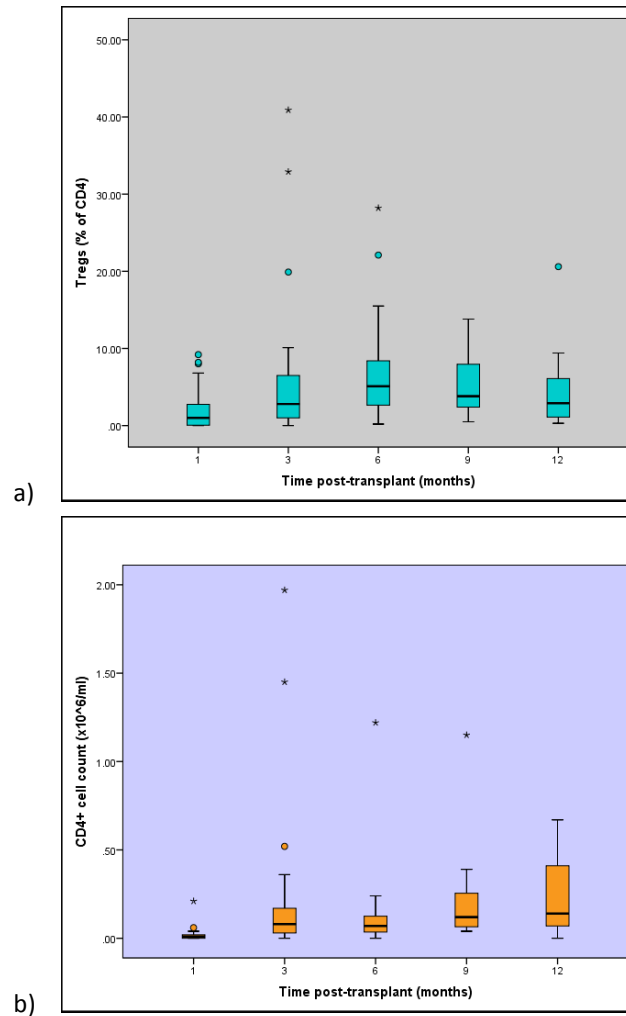 50.00
40.00
30.00
20.00
10.00
.00
Tregs (% of CD4)
1 3 6 9 12
Time post-transplant (months)
a)
2.00
1.50
1.00
.50
.00
CD4+ cell count (x10^6/ml)
1 3 6 9 12
Time post-transplant (months)
b)